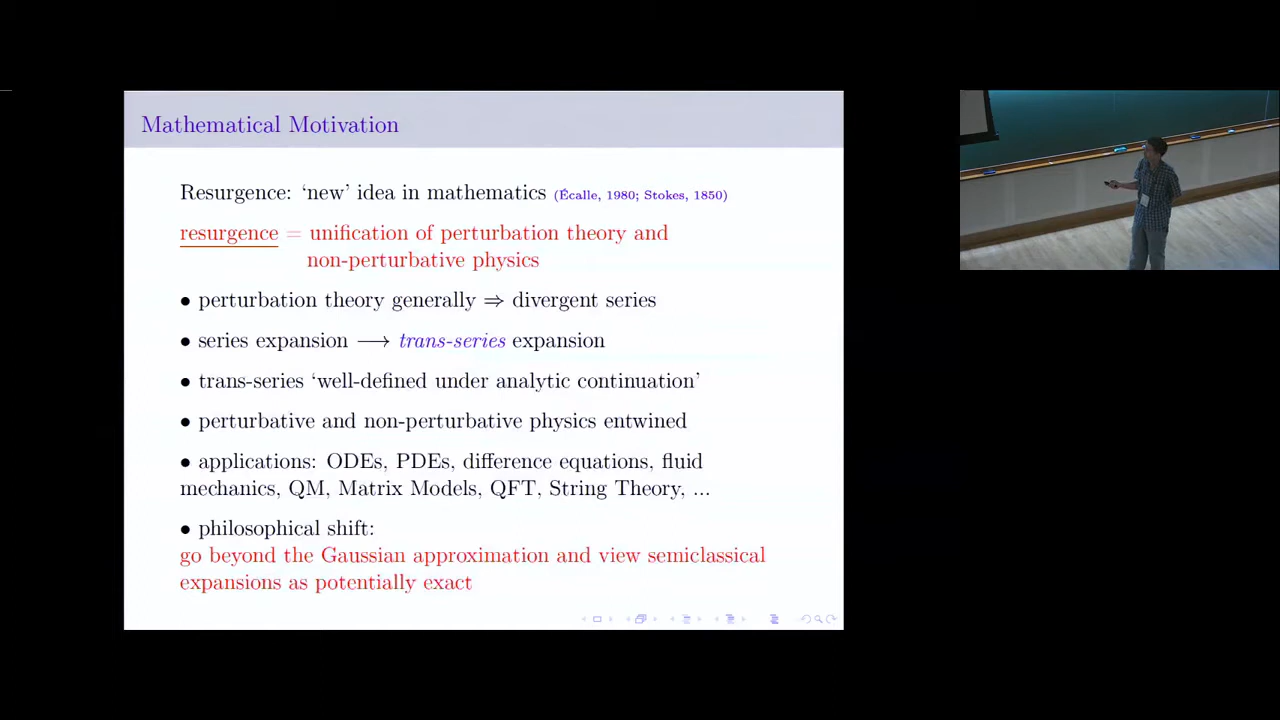 Mathematical Motivation
Resurgence: ‘new’ idea in mathematics (Écalle, 1980; Stokes, 1850)
resurgence = unification of perturbation theory and
non-perturbative physics
• perturbation theory generally ⇒ divergent series
• series expansion ⟶ trans-series expansion
• trans-series ‘well-defined under analytic continuation’
• perturbative and non-perturbative physics entwined
• applications: ODEs, PDEs, difference equations, fluid
mechanics, QM, Matrix Models, QFT, String Theory, ...
• philosophical shift:
go beyond the Gaussian approximation and view semiclassical
expansions as potentially exact